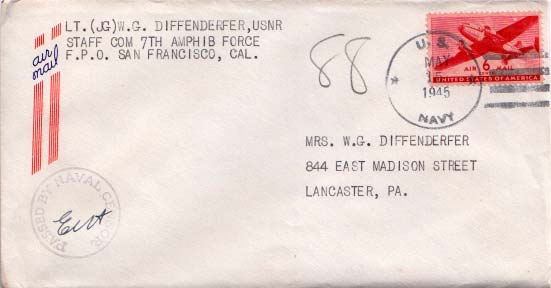 LT.(JG)W.G. DIFFENDERFER,USNR
STAFF COM 7TH AMPHIB FORCE
F.P.O. SAN FRANCISCO, CAL.
air mail
88
U. S.
MAY
15
1945
NAVY
AIR 6¢ MAIL
UNITED STATES OF AMERICA
MRS. W.G. DIFFENDERFER
844 EAST MADISON STREET
LANCASTER, PA.
PASSED BY NAVAL CENSOR